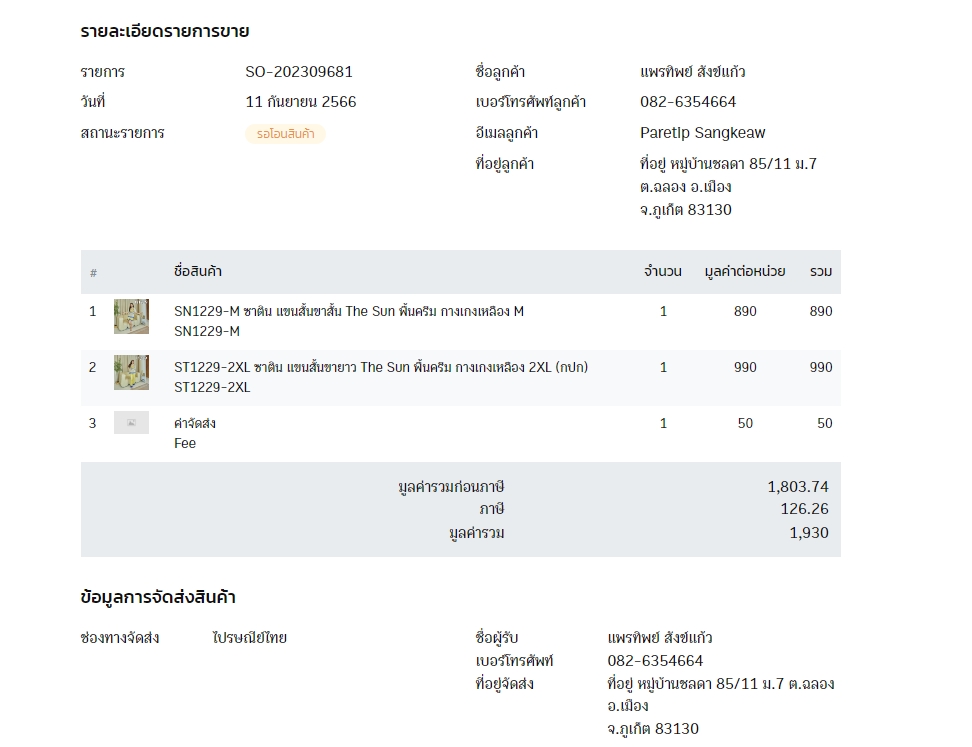 รายละเอียดรายการขาย
รายการ SO-202309681
วันที่ 11 กันยายน 2566
สถานะรายการ รอโอนสินค้า
ชื่อลูกค้า แพรทิพย์ สังข์แก้ว
เบอร์โทรศัพท์ลูกค้า 082-6354664
อีเมลลูกค้า Paretip Sangkeaw
ที่อยู่ลูกค้า ที่อยู่ หมู่บ้านชลดา 85/11 ม.7
ต.ฉลอง อ.เมือง
จ.ภูเก็ต 83130
# ชื่อสินค้า จำนวน มูลค่าต่อหน่วย รวม
1 SN1229-M ซาติน แขนสั้นขาสั้น The Sun พื้นครีม กางเกงเหลือง M 1 890 890
SN1229-M
2 ST1229-2XL ซาติน แขนสั้นขายาว The Sun พื้นครีม กางเกงเหลือง 2XL (กปก) 1 990 990
ST1229-2XL
3 ค่าจัดส่ง 1 50 50
Fee
มูลค่ารวมก่อนภาษี 1,803.74
ภาษี 126.26
มูลค่ารวม 1,930
ข้อมูลการจัดส่งสินค้า
ช่องทางจัดส่ง ไปรษณีย์ไทย
ชื่อผู้รับ แพรทิพย์ สังข์แก้ว
เบอร์โทรศัพท์ 082-6354664
ที่อยู่จัดส่ง ที่อยู่ หมู่บ้านชลดา 85/11 ม.7 ต.ฉลอง
อ.เมือง
จ.ภูเก็ต 83130